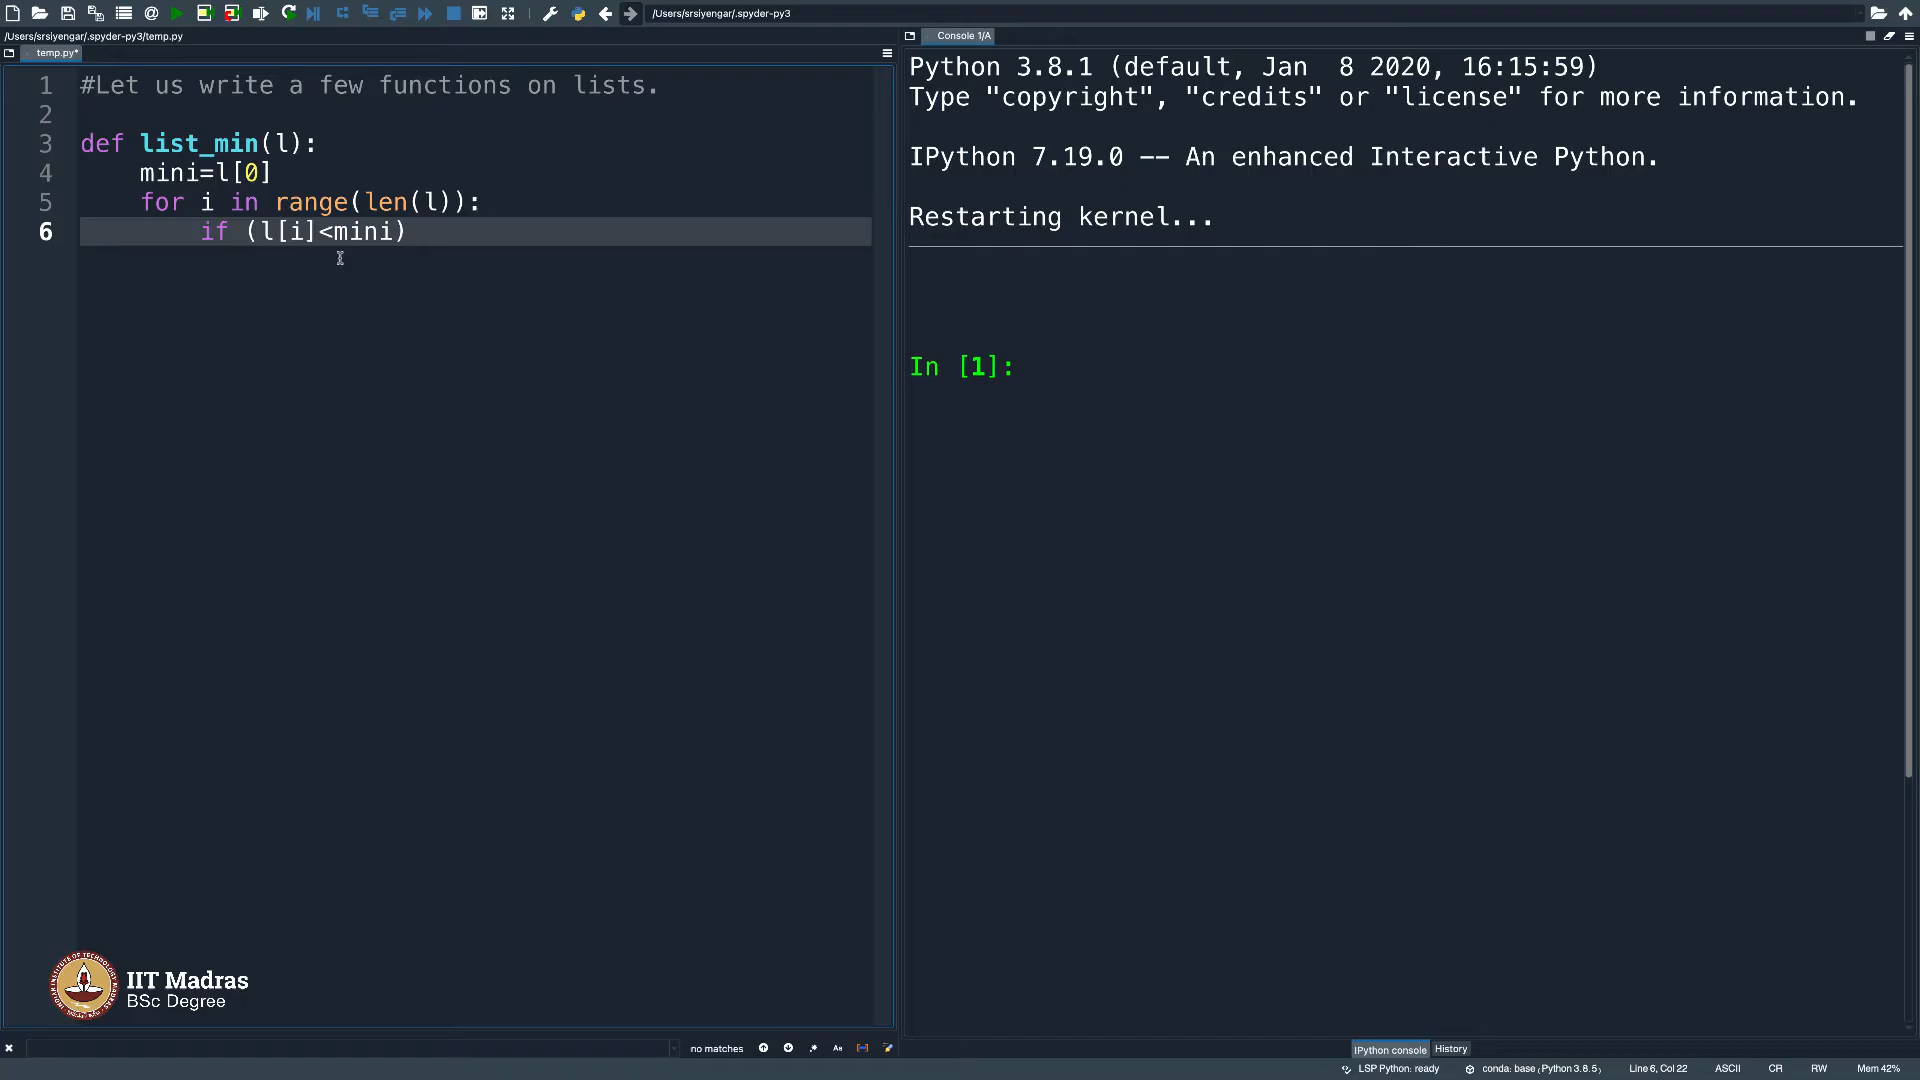 /Users/srsiyengar/.spyder-py3
/Users/srsiyengar/.spyder-py3/temp.py
temp.py*
1 #Let us write a few functions on lists.
2
3 def list_min(l):
4     mini=l[0]
5     for i in range(len(l)):
6         if (l[i]<mini)
Console 1/A
Python 3.8.1 (default, Jan  8 2020, 16:15:59)
Type "copyright", "credits" or "license" for more information.
IPython 7.19.0 -- An enhanced Interactive Python.
Restarting kernel...
In [1]:
IIT Madras
BSc Degree
no matches
Aa
IPython console
History
LSP Python: ready
conda: base (Python 3.8.5)
Line 6, Col 22
ASCII
CR
RW
Mem 42%